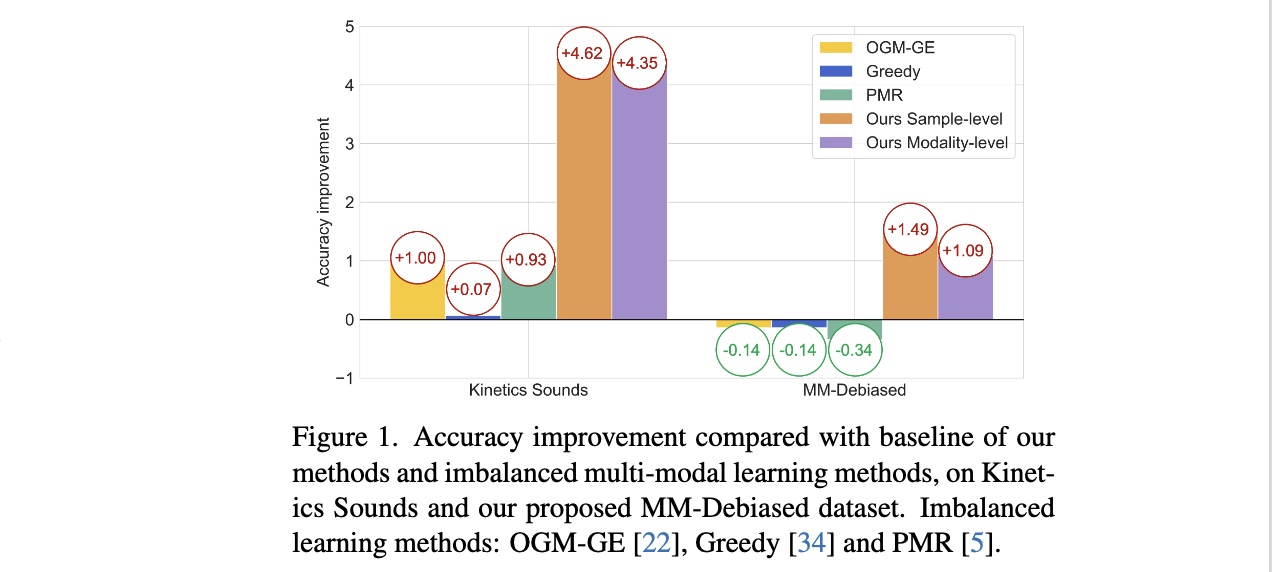 5
4
3
2
1
0
−1
Accuracy improvement
+1.00
+0.07
+0.93
+4.62
+4.35
-0.14
-0.14
-0.34
+1.49
+1.09
OGM-GE
Greedy
PMR
Ours Sample-level
Ours Modality-level
Kinetics Sounds
MM-Debiased
Figure 1. Accuracy improvement compared with baseline of our
methods and imbalanced multi-modal learning methods, on Kinet-
ics Sounds and our proposed MM-Debiased dataset. Imbalanced
learning methods: OGM-GE [22], Greedy [34] and PMR [5].